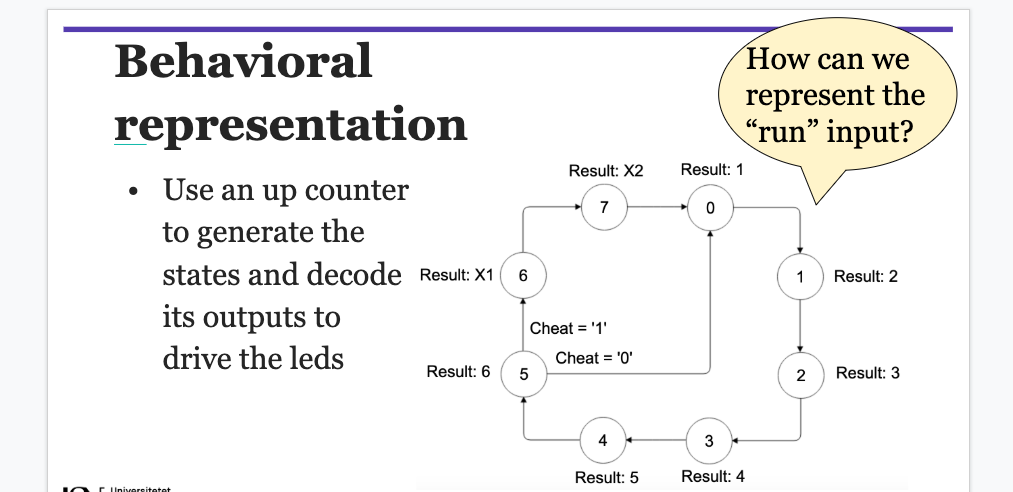 Behavioral
representation
How can we
represent the
“run” input?
• Use an up counter
to generate the
states and decode
its outputs to
drive the leds
Result: X2
Result: 1
7
0
Result: X1
6
1
Result: 2
Cheat = '1'
Cheat = '0'
Result: 6
5
2
Result: 3
4
3
Result: 5
Result: 4
Universitetet